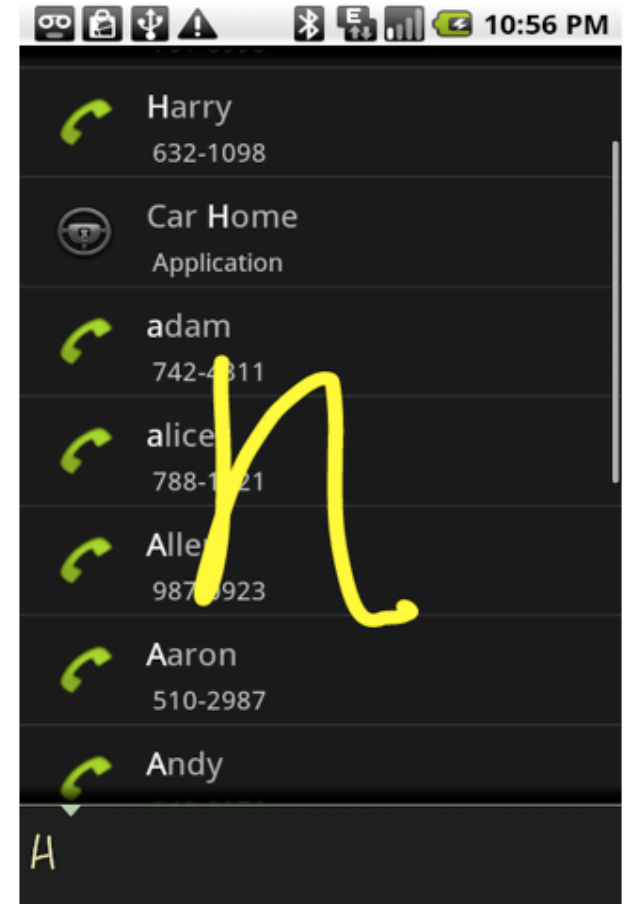 10:56 PM
Harry
632-1098
Car Home
Application
adam
alice
Aaron
510-2987
Andy
H